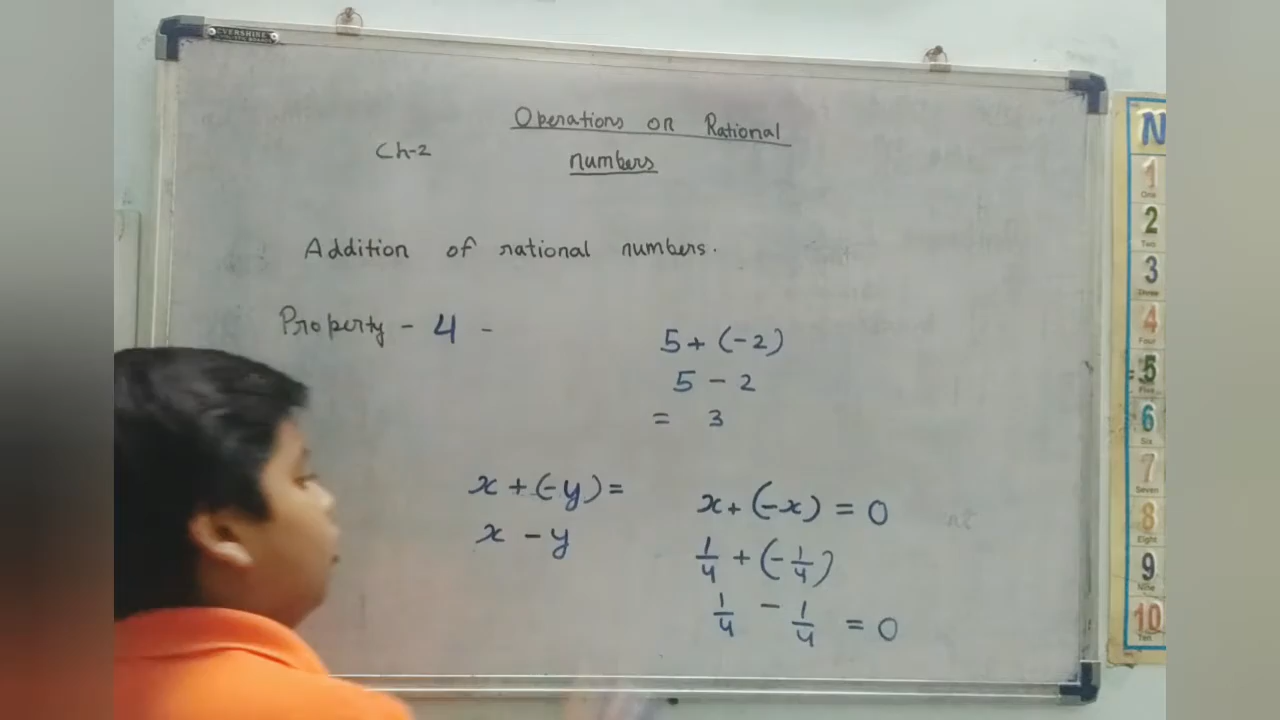 EVERSHINE
Operations on Rational
numbers
Ch-2
Addition of rational numbers.
Property - 4 -
5 + (-2)
5 - 2
= 3
x + (-y) =
x - y
x + (-x) = 0
1/4 + (-1/4)
1/4 - 1/4 = 0
N
1
One
2
Two
3
Three
4
Four
5
Five
6
Six
7
Seven
8
Eight
9
Nine
10
Ten